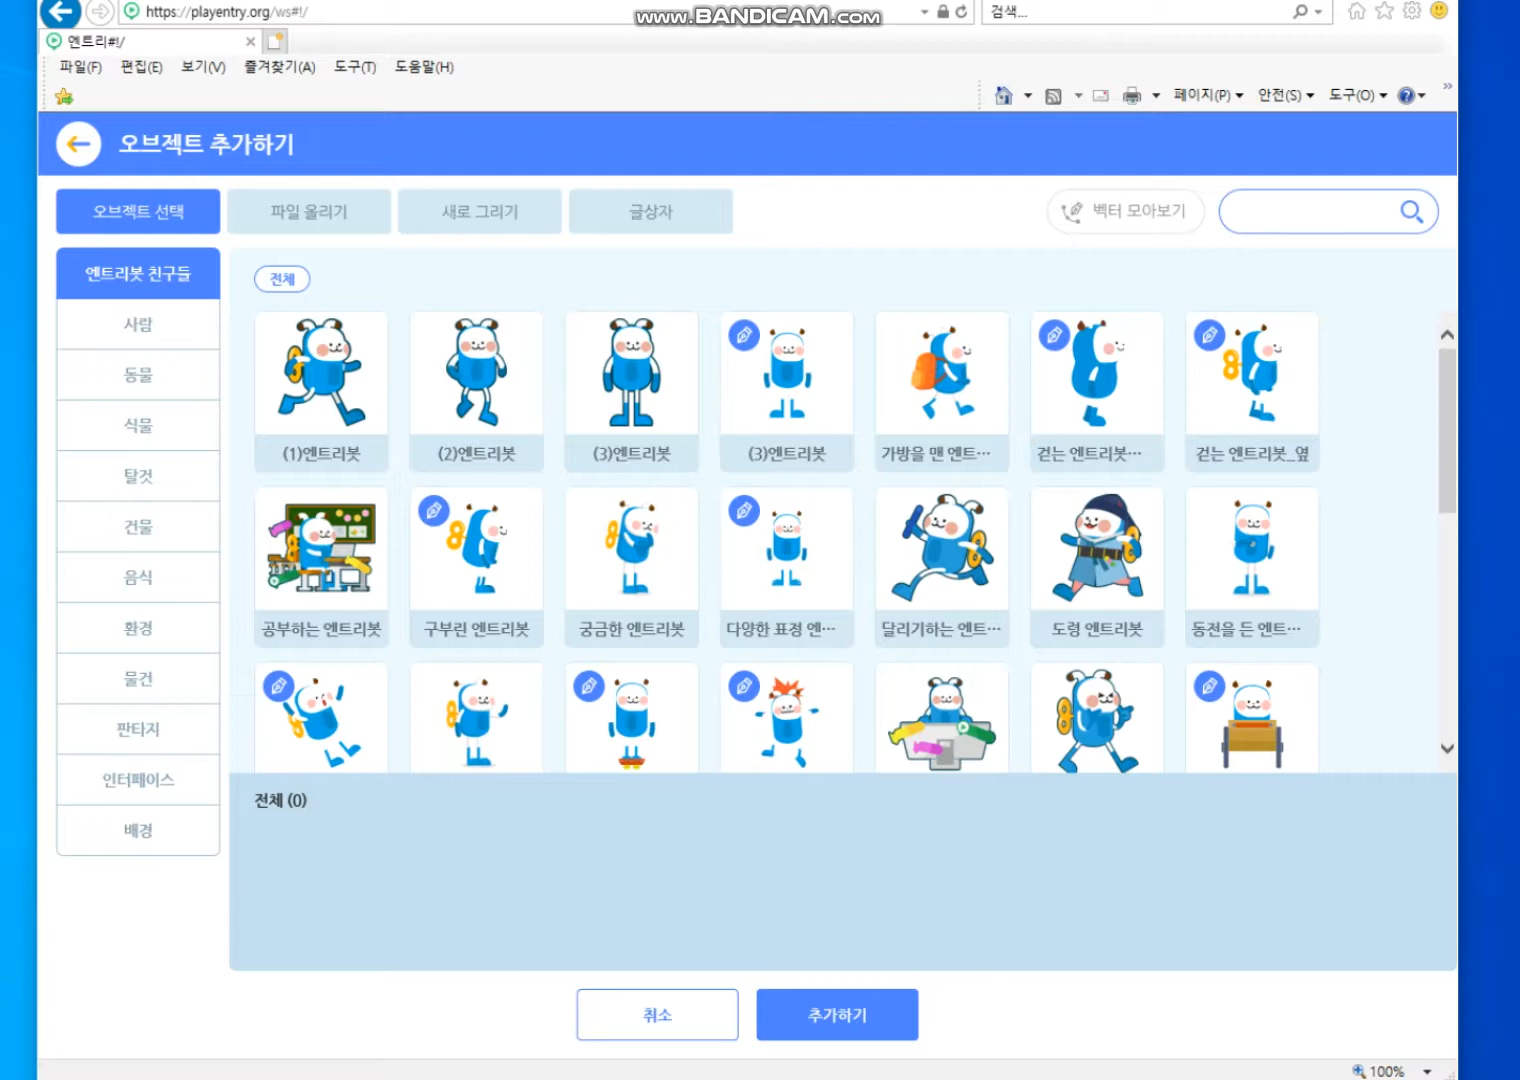 https://playentry.org/ws#!/
www.BANDICAM.com
검색...
엔트리#!/
파일(F) 편집(E) 보기(V) 즐겨찾기(A) 도구(T) 도움말(H)
페이지(P) 안전(S) 도구(O)
오브젝트 추가하기
오브젝트 선택 파일 올리기 새로 그리기 글상자 벡터 모아보기
엔트리봇 친구들
사람
동물
식물
탈것
건물
음식
환경
물건
판타지
인터페이스
배경
전체
(1)엔트리봇 (2)엔트리봇 (3)엔트리봇 (3)엔트리봇 가방을 맨 엔트… 걷는 엔트리봇… 걷는 엔트리봇_옆
공부하는 엔트리봇 구부린 엔트리봇 궁금한 엔트리봇 다양한 표정 엔… 달리기하는 엔트… 도령 엔트리봇 동전을 든 엔트…
전체 (0)
취소 추가하기
100%